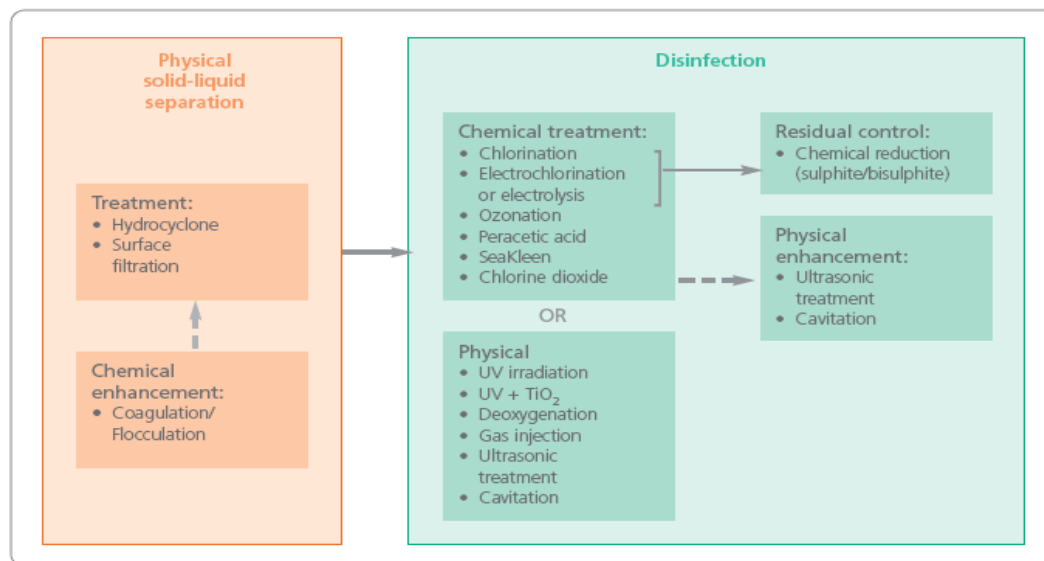 Physical
solid-liquid
separation
Treatment:
• Hydrocyclone
• Surface
filtration
Chemical
enhancement:
• Coagulation/
Flocculation
Disinfection
Chemical treatment:
• Chlorination
• Electrochlorination
or electrolysis
• Ozonation
• Peracetic acid
• SeaKleen
• Chlorine dioxide
OR
Physical
• UV irradiation
• UV + TiO₂
• Deoxygenation
• Gas injection
• Ultrasonic
treatment
• Cavitation
Residual control:
• Chemical reduction
(sulphite/bisulphite)
Physical
enhancement:
• Ultrasonic
treatment
• Cavitation